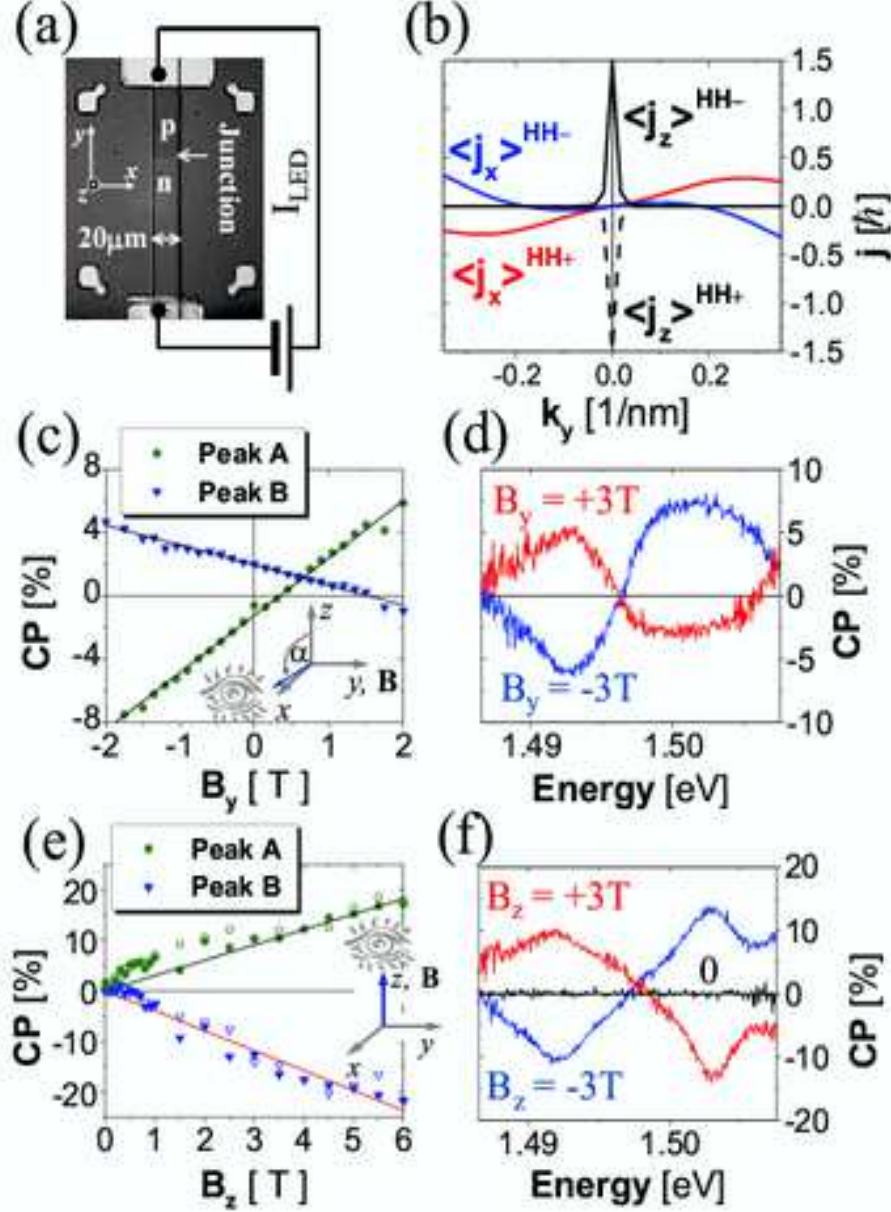 (a)
p
n
Junction
y
x
z
20μm
I_LED
(b)
<j_z>^HH-
<j_x>^HH-
<j_x>^HH+
<j_z>^HH+
1.5
1.0
0.5
0.0
-0.5
-1.0
-1.5
j [ℏ]
-0.2 0.0 0.2
k_y [1/nm]
(c)
Peak A
Peak B
8
4
0
-4
-8
CP [%]
z
α
y, B
x
-2 -1 0 1 2
B_y [ T ]
(d)
B_y = +3T
B_y = -3T
10
5
0
-5
-10
CP [%]
1.49 1.50
Energy [eV]
(e)
Peak A
Peak B
20
10
0
-10
-20
CP [%]
z, B
y
x
0 1 2 3 4 5 6
B_z [ T ]
(f)
B_z = +3T
0
B_z = -3T
20
10
0
-10
-20
CP [%]
1.49 1.50
Energy [eV]